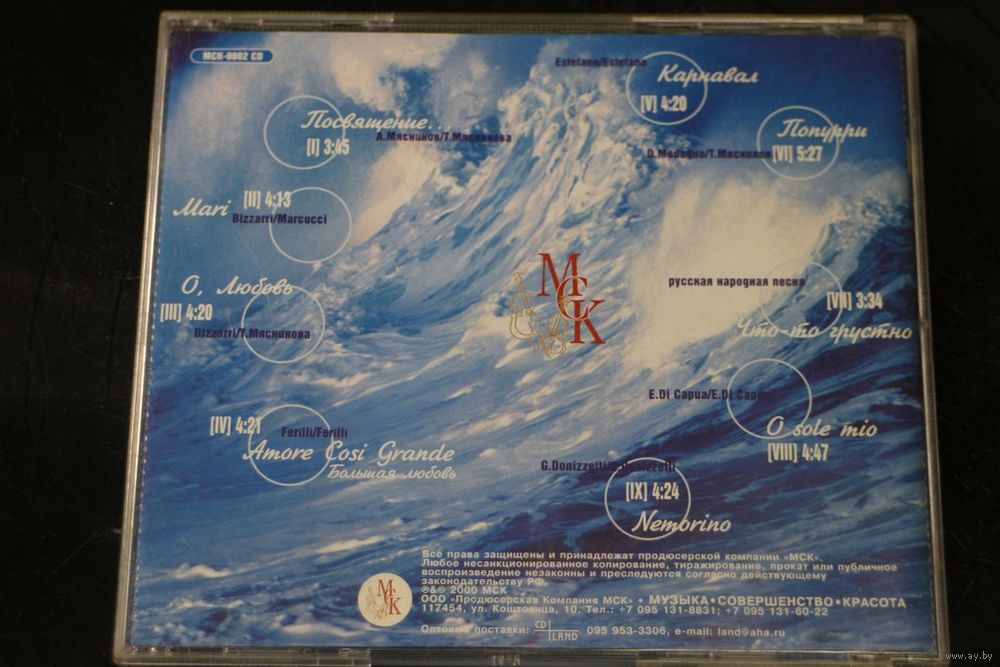 МСК-0002 CD
Посвящение...
[I] 3:45
А.Мясников/Т.Мясникова
Mari
[II] 4:13
Bizzarri/Marcucci
О, Любовь
[III] 4:20
Bizzarri/Т.Мясникова
[IV] 4:21
Ferilli/Ferilli
Amore Cosi Grande
Большая любовь
Estefano/Estefano
Карнавал
[V] 4:20
Попурри
[VI] 5:27
МСК
русская народная песня
[VII] 3:34
Что-то грустно
E.Di Capua/E.Di Capua
O sole mio
[VIII] 4:47
G.Donizzetti/G.Donizzetti
[IX] 4:24
Nemorino
Все права защищены и принадлежат продюсерской компании «МСК».
Любое несанкционированное копирование, тиражирование, прокат или публичное
воспроизведение незаконны и преследуются согласно действующему
законодательству РФ.
℗&© 2000 МСК
ООО «Продюсерская Компания МСК» • МУЗЫКА•СОВЕРШЕНСТВО•КРАСОТА
117454, ул. Коштоянца, 10. Тел.: +7 095 131-8831; +7 095 131-60-22
МСК
Оптовые поставки: CD LAND 095 953-3306, e-mail: land@aha.ru
www.ay.by